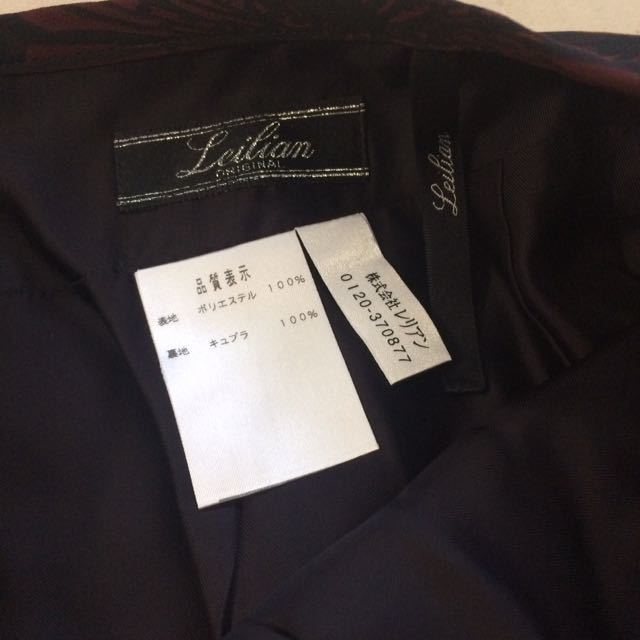 Leilian
ORIGINAL
Leilian
品質表示
表地 ポリエステル 100%
裏地 キュプラ 100%
株式会社レリアン
0120-370877